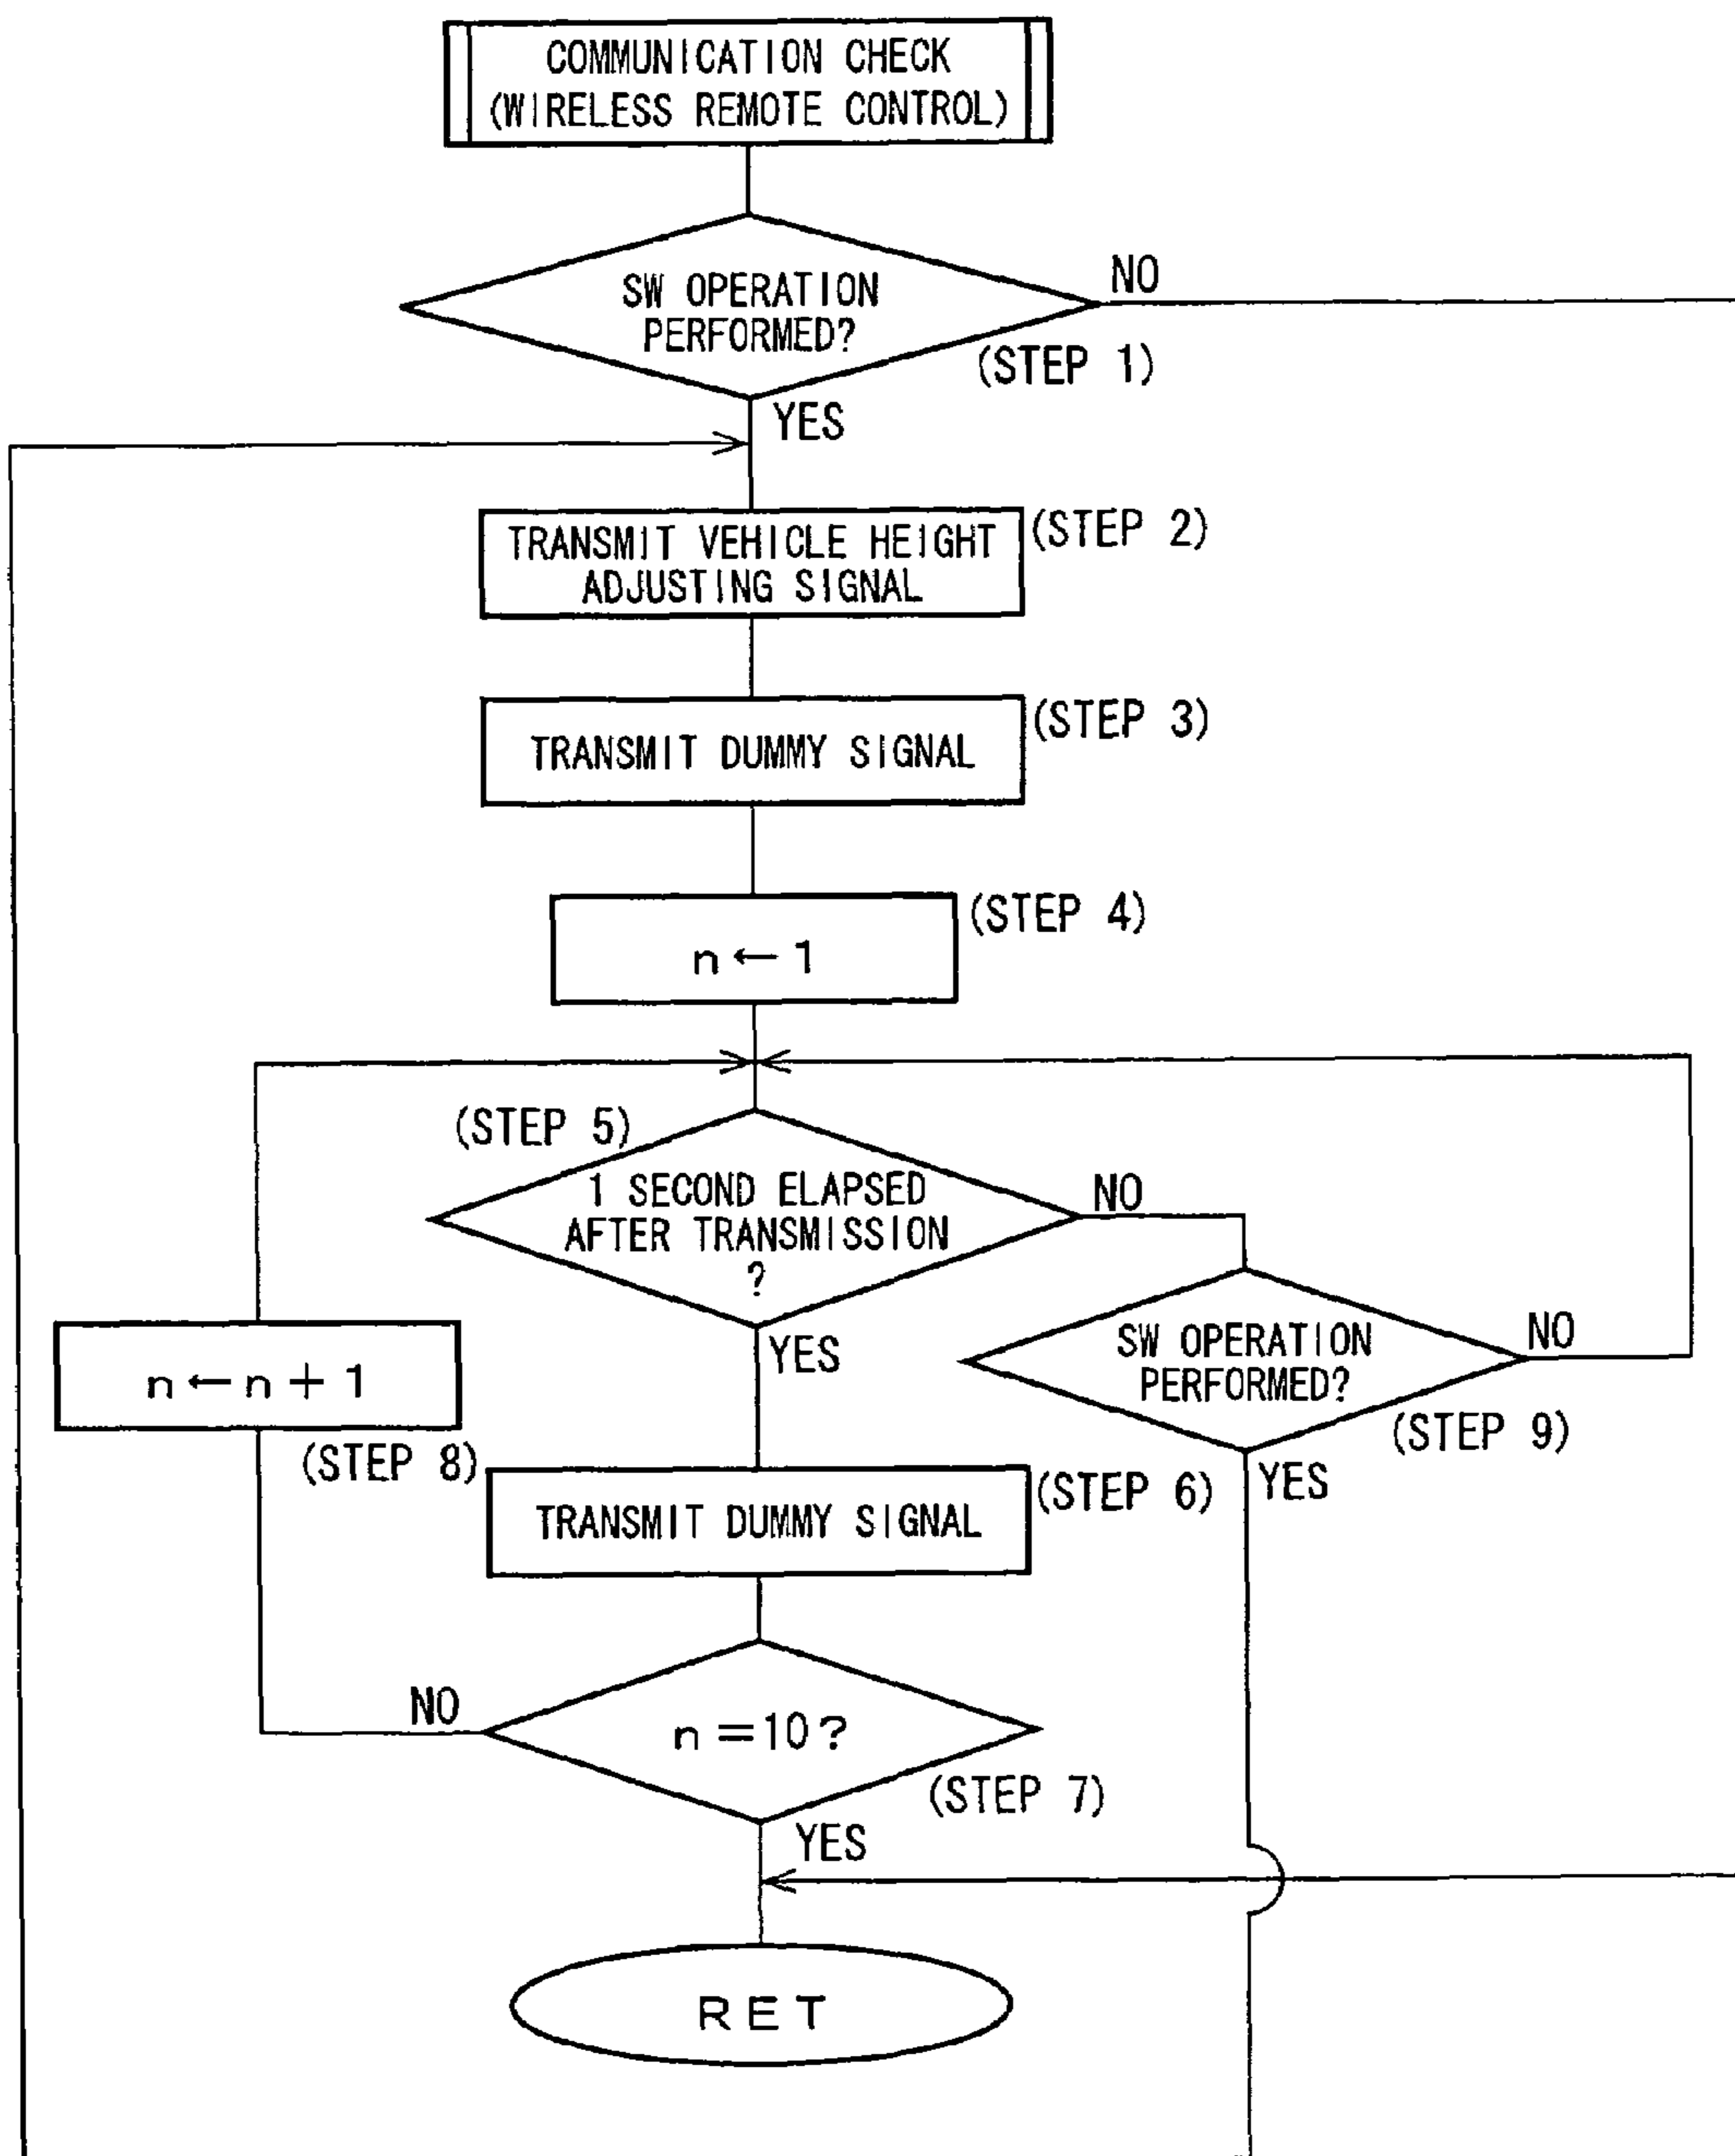 COMMUNICATION CHECK
(WIRELESS REMOTE CONTROL)
SW OPERATION
PERFORMED?
NO
(STEP 1)
YES
TRANSMIT VEHICLE HEIGHT
ADJUSTING SIGNAL
(STEP 2)
TRANSMIT DUMMY SIGNAL
(STEP 3)
n ← 1
(STEP 4)
(STEP 5)
1 SECOND ELAPSED
AFTER TRANSMISSION
?
NO
YES
SW OPERATION
PERFORMED?
NO
(STEP 9)
YES
n ← n + 1
(STEP 8)
TRANSMIT DUMMY SIGNAL
(STEP 6)
n = 10 ?
NO
(STEP 7)
YES
RET